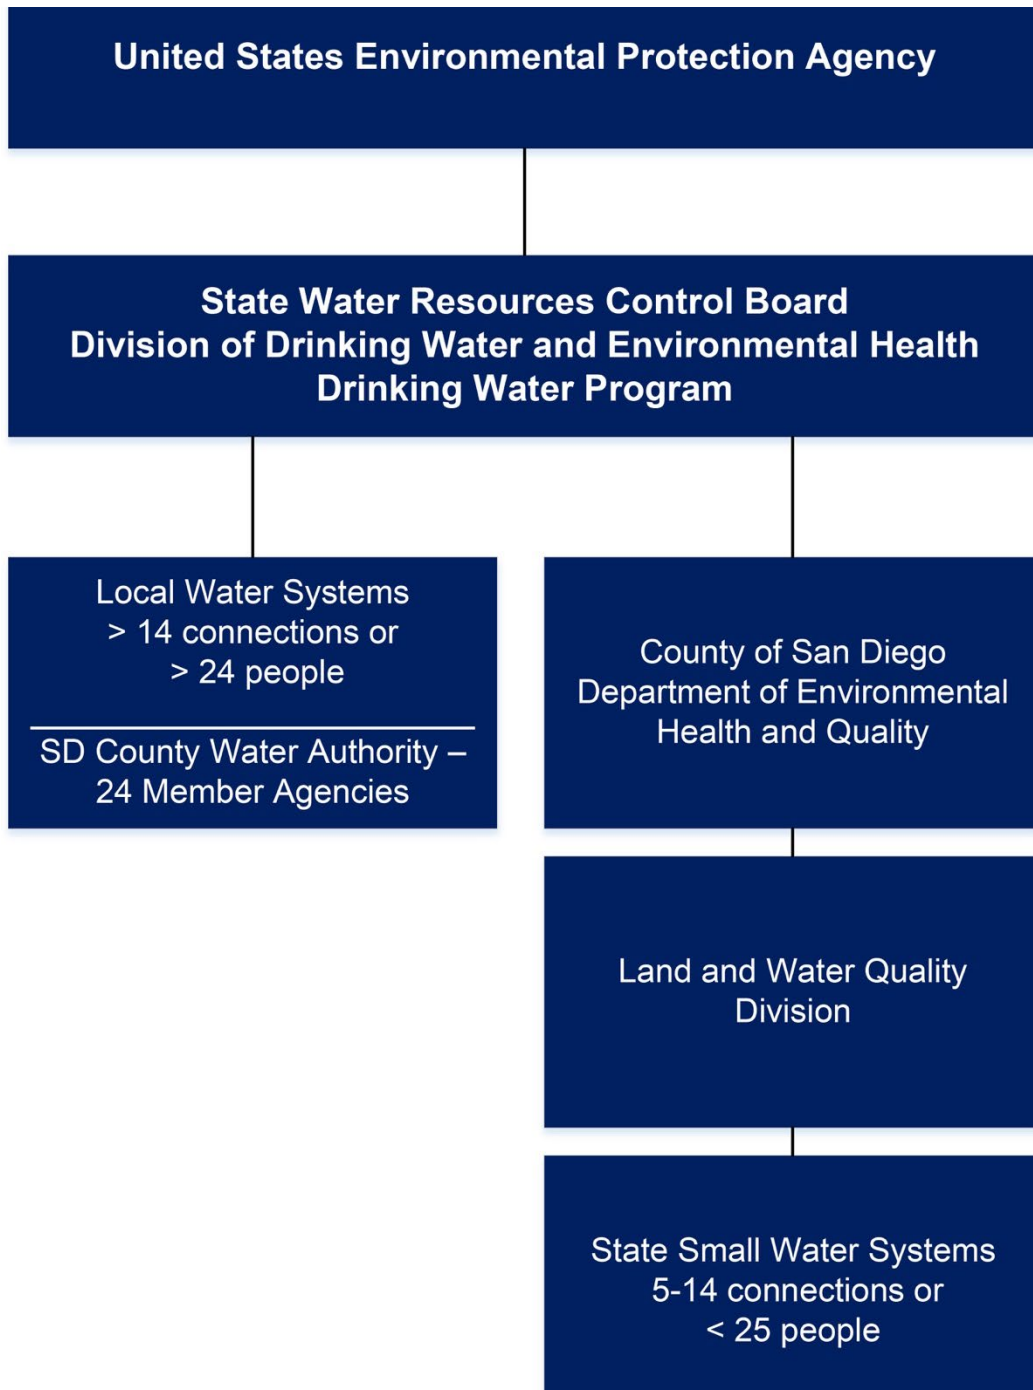 United States Environmental Protection Agency
State Water Resources Control Board
Division of Drinking Water and Environmental Health
Drinking Water Program
Local Water Systems
> 14 connections or
> 24 people
SD County Water Authority –
24 Member Agencies
County of San Diego
Department of Environmental
Health and Quality
Land and Water Quality
Division
State Small Water Systems
5-14 connections or
< 25 people